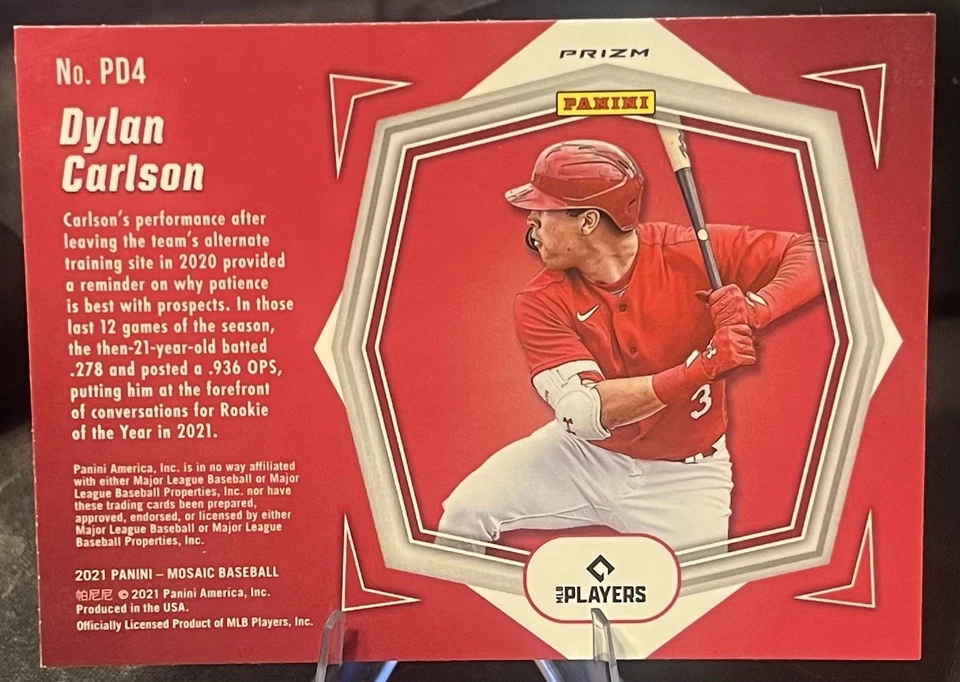 No. PD4
Dylan
Carlson
Carlson's performance after
leaving the team's alternate
training site in 2020 provided
a reminder on why patience
is best with prospects. In those
last 12 games of the season,
the then-21-year-old batted
.278 and posted a .936 OPS,
putting him at the forefront
of conversations for Rookie
of the Year in 2021.
Panini America, Inc. is in no way affiliated
with either Major League Baseball or Major
League Baseball Properties, Inc. nor have
these trading cards been prepared,
approved, endorsed, or licensed by either
Major League Baseball or Major League
Baseball Properties, Inc.
2021 PANINI – MOSAIC BASEBALL
帕尼尼 © 2021 Panini America, Inc.
Produced in the USA.
Officially Licensed Product of MLB Players, Inc.
PRIZM
PANINI
3
MLB PLAYERS